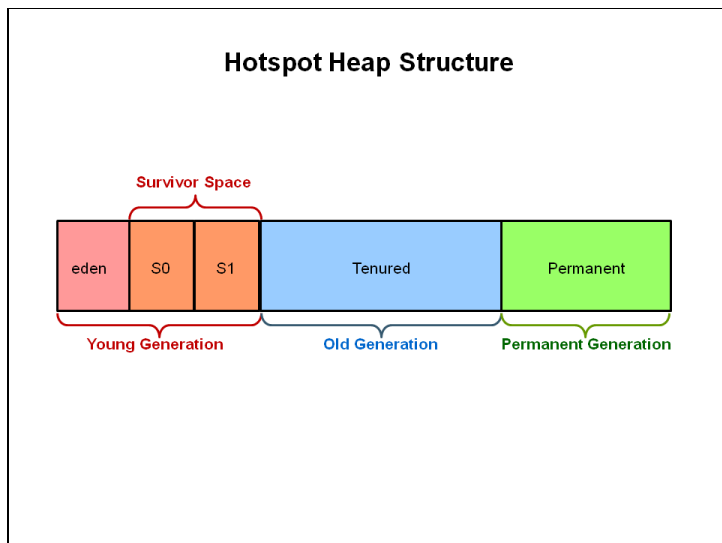 Hotspot Heap Structure
Survivor Space
eden S0 S1 Tenured Permanent
Young Generation Old Generation Permanent Generation